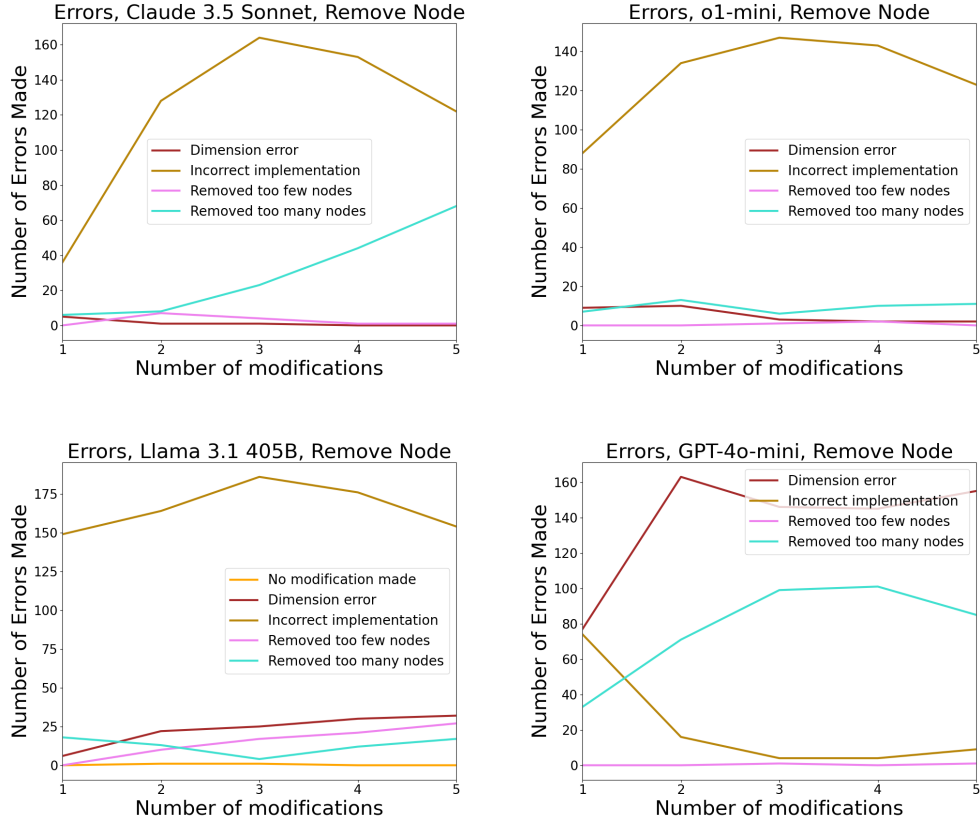 Errors, Claude 3.5 Sonnet, Remove Node
Number of Errors Made
160
140
120
100
80
60
40
20
0
Dimension error
Incorrect implementation
Removed too few nodes
Removed too many nodes
1 2 3 4 5
Number of modifications
Errors, o1-mini, Remove Node
Number of Errors Made
140
120
100
80
60
40
20
0
Dimension error
Incorrect implementation
Removed too few nodes
Removed too many nodes
1 2 3 4 5
Number of modifications
Errors, Llama 3.1 405B, Remove Node
Number of Errors Made
175
150
125
100
75
50
25
0
No modification made
Dimension error
Incorrect implementation
Removed too few nodes
Removed too many nodes
1 2 3 4 5
Number of modifications
Errors, GPT-4o-mini, Remove Node
Number of Errors Made
160
140
120
100
80
60
40
20
0
Dimension error
Incorrect implementation
Removed too few nodes
Removed too many nodes
1 2 3 4 5
Number of modifications